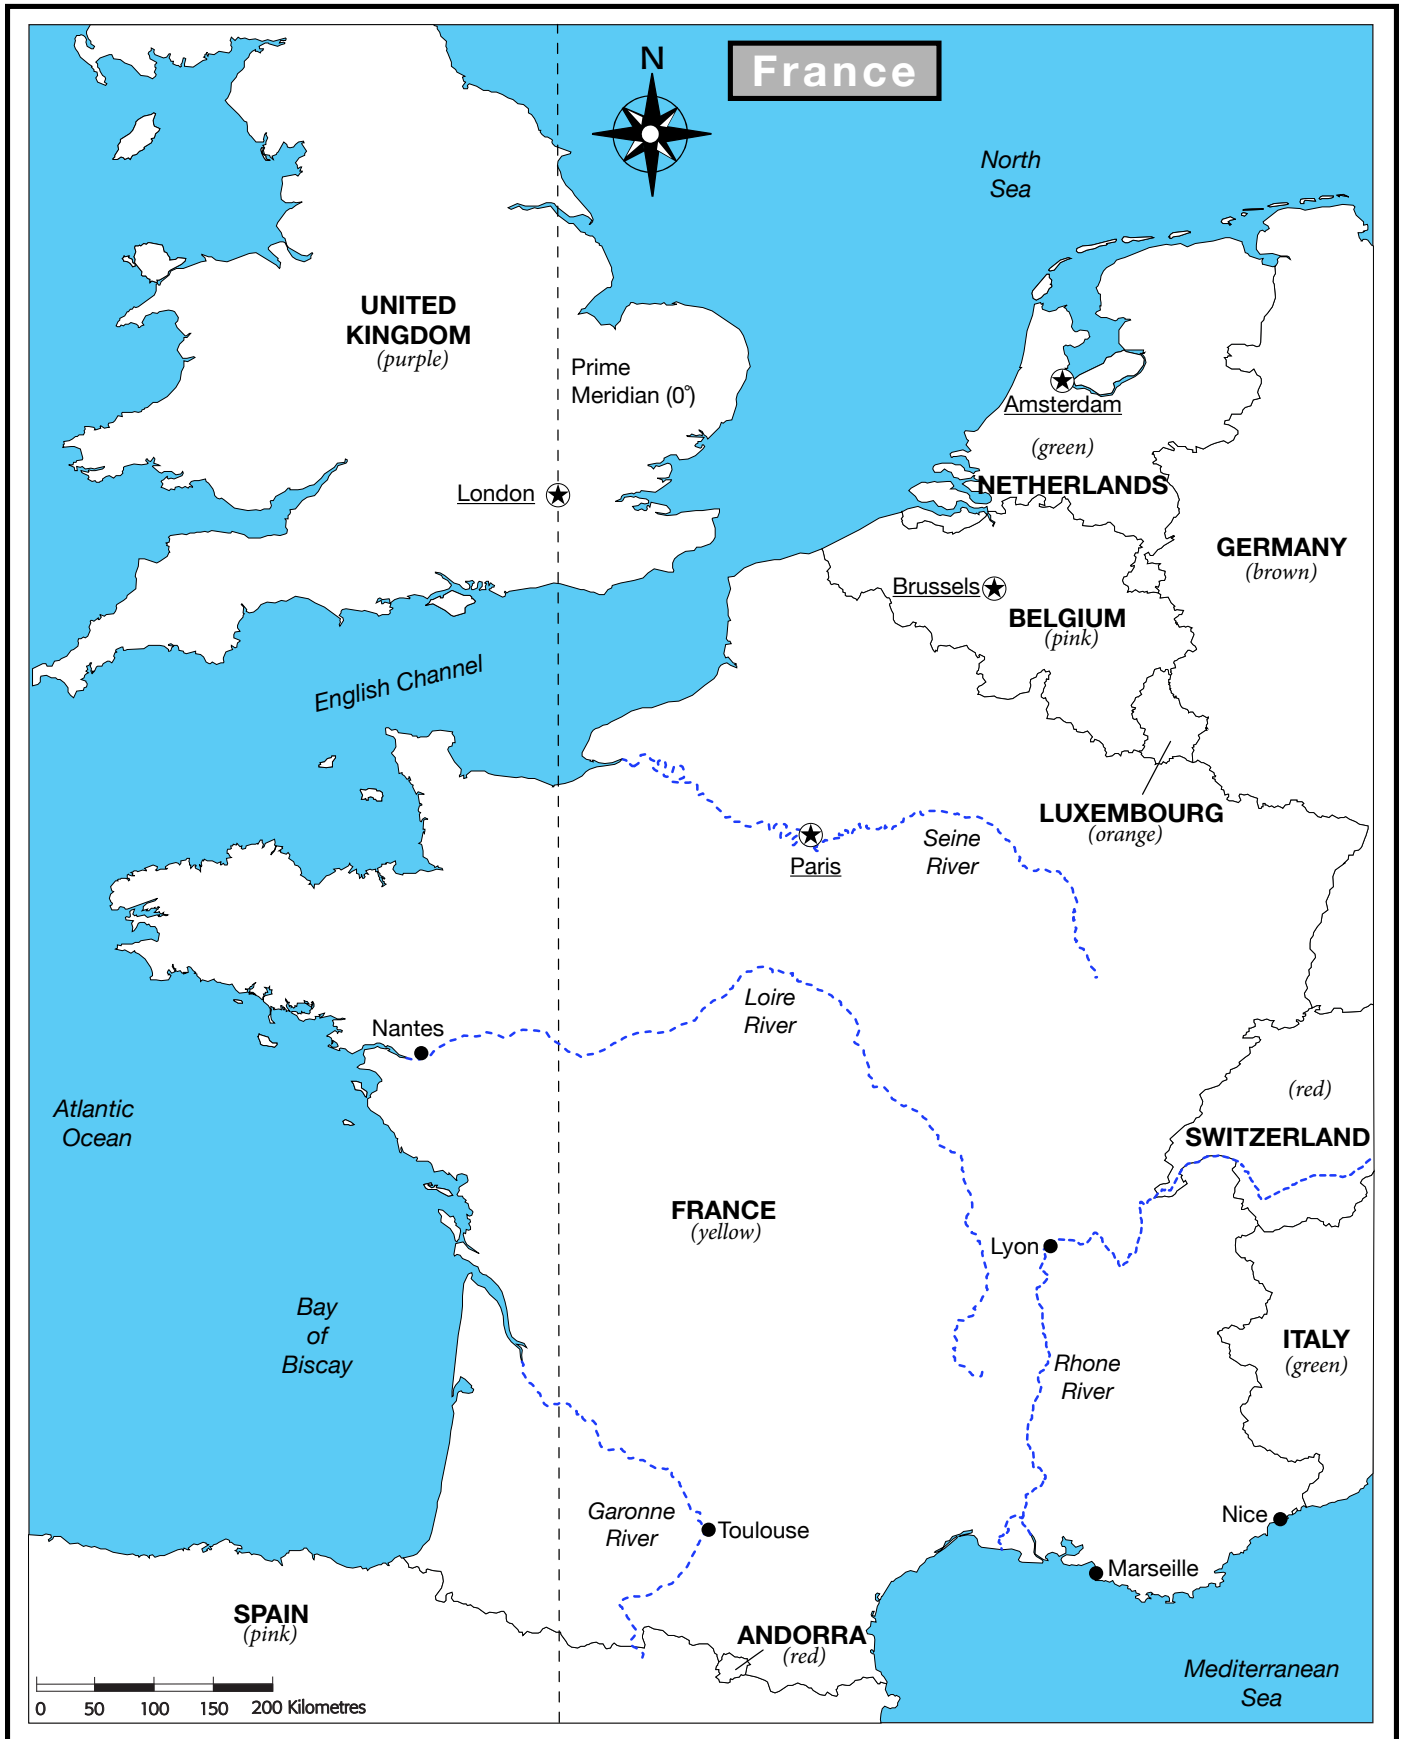 France
N
North
Sea
UNITED
KINGDOM
(purple)
Prime
Meridian (0°)
Amsterdam
(green)
NETHERLANDS
London
GERMANY
(brown)
Brussels
BELGIUM
(pink)
English Channel
LUXEMBOURG
(orange)
Seine
River
Paris
Loire
River
Nantes
Atlantic
Ocean
(red)
SWITZERLAND
FRANCE
(yellow)
Lyon
Bay
of
Biscay
ITALY
(green)
Rhone
River
Garonne
River
Toulouse
Nice
Marseille
SPAIN
(pink)
ANDORRA
(red)
Mediterranean
Sea
0 50 100 150 200 Kilometres